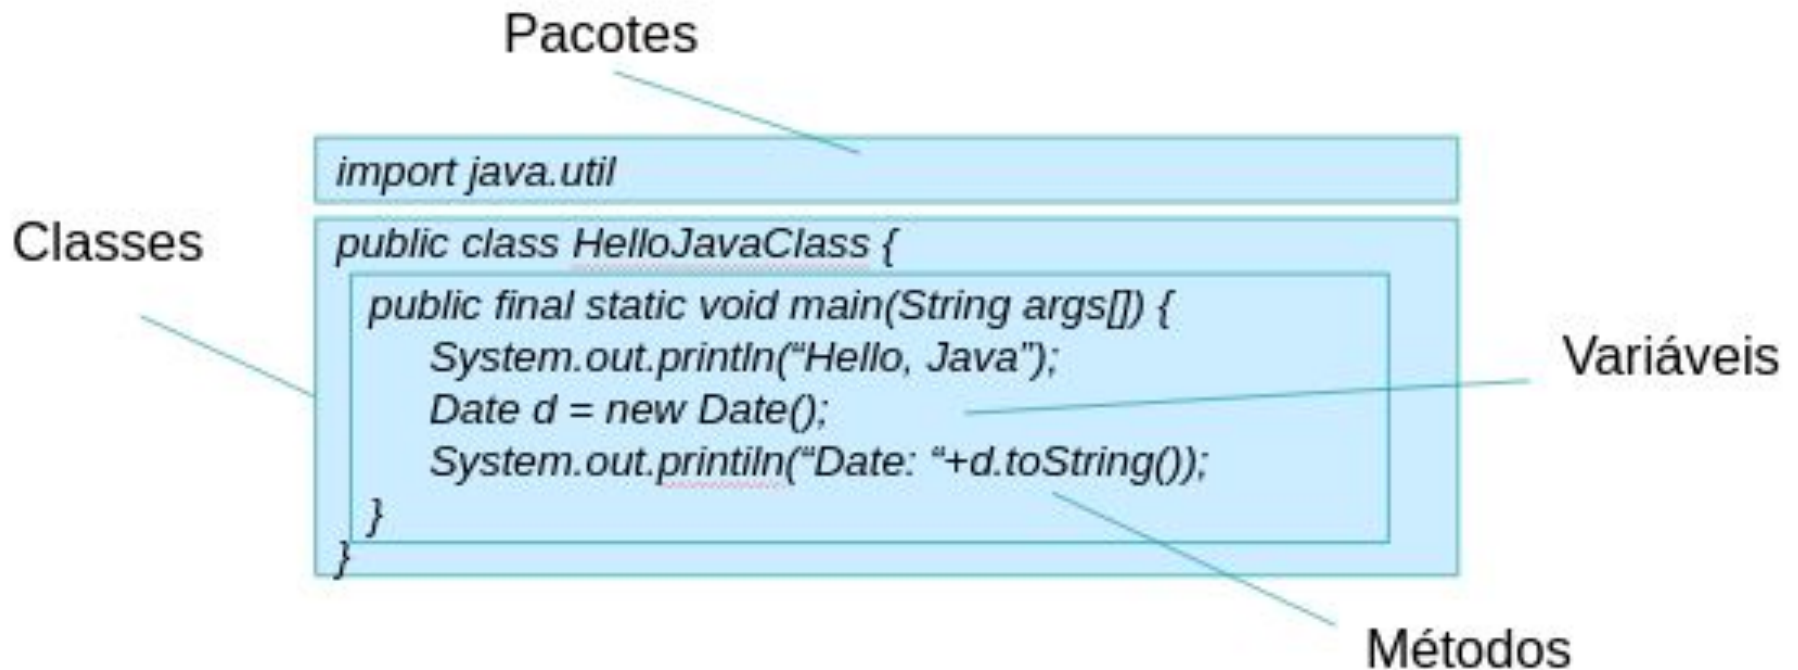 Pacotes
import java.util
Classes
public class HelloJavaClass {
public final static void main(String args[]) {
System.out.println(“Hello, Java”);
Variáveis
Date d = new Date();
System.out.printiln(“Date: “+d.toString());
}
}
Métodos